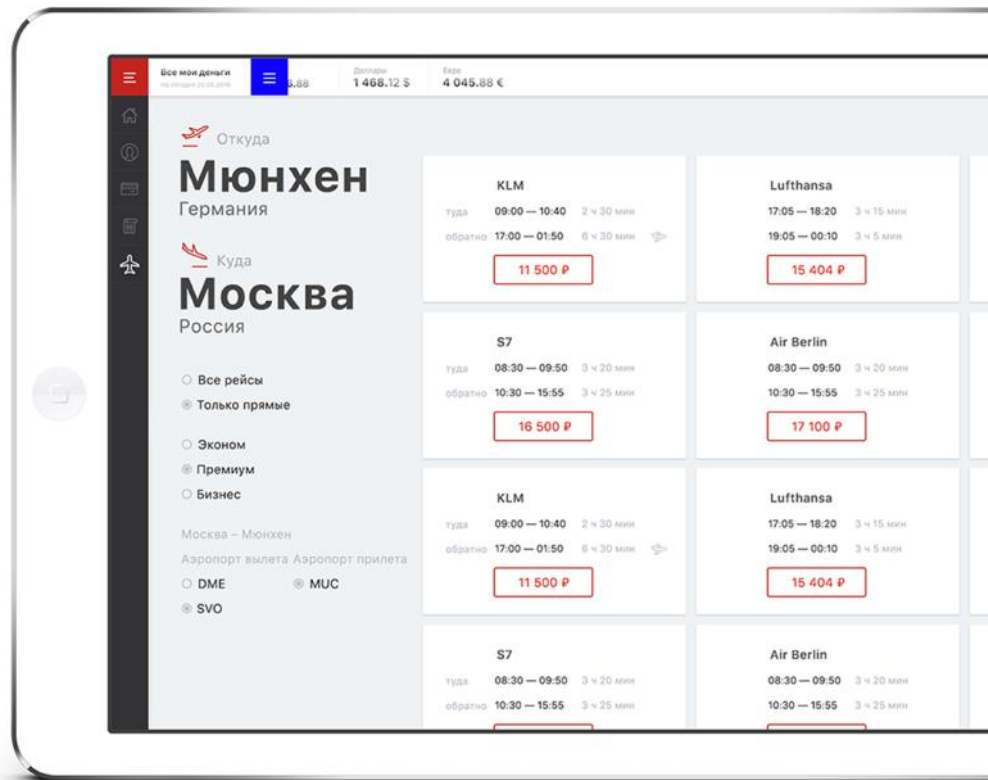 Все мои деньги
Доллары
Евро
6.88
1 468.12 $
4 045.88 €
Откуда
Мюнхен
Германия
Куда
Москва
Россия
Все рейсы
Только прямые
Эконом
Премиум
Бизнес
Москва – Мюнхен
Аэропорт вылета Аэропорт прилета
DME MUC
SVO
KLM
туда 09:00 — 10:40 2 ч 30 мин
обратно 17:00 — 01:50 6 ч 30 мин
11 500 ₽
Lufthansa
17:05 — 18:20 3 ч 15 мин
19:05 — 00:10 3 ч 5 мин
15 404 ₽
S7
туда 08:30 — 09:50 3 ч 20 мин
обратно 10:30 — 15:55 3 ч 25 мин
16 500 ₽
Air Berlin
08:30 — 09:50 3 ч 20 мин
10:30 — 15:55 3 ч 25 мин
17 100 ₽
KLM
туда 09:00 — 10:40 2 ч 30 мин
обратно 17:00 — 01:50 6 ч 30 мин
11 500 ₽
Lufthansa
17:05 — 18:20 3 ч 15 мин
19:05 — 00:10 3 ч 5 мин
15 404 ₽
S7
туда 08:30 — 09:50 3 ч 20 мин
обратно 10:30 — 15:55 3 ч 25 мин
Air Berlin
08:30 — 09:50 3 ч 20 мин
10:30 — 15:55 3 ч 25 мин